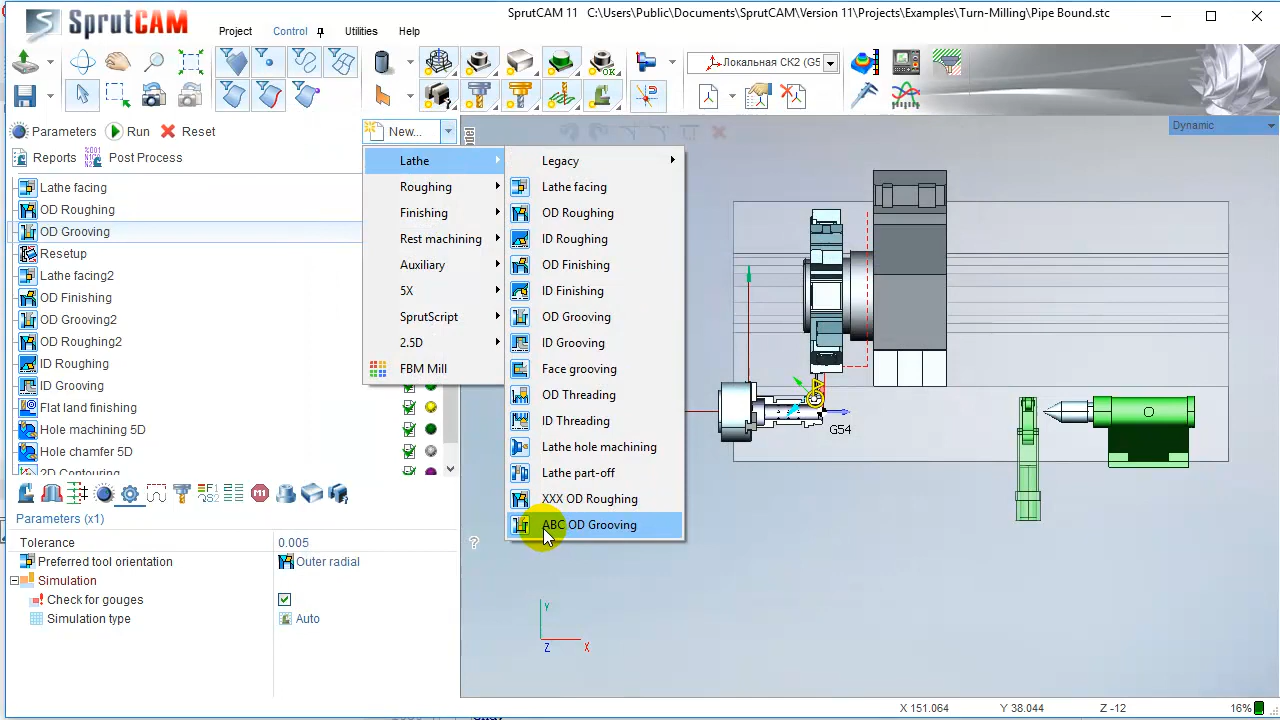 SprutCAM
SprutCAM 11 C:\Users\Public\Documents\SprutCAM\Version 11\Projects\Examples\Turn-Milling\Pipe Bound.stc
Project
Control
Utilities
Help
OK
Локальная СК2 (G5
Parameters
Run
Reset
New...
Reports
Post Process
Dynamic
Lathe facing
OD Roughing
OD Grooving
Resetup
Lathe facing2
OD Finishing
OD Grooving2
OD Roughing2
ID Roughing
ID Grooving
Flat land finishing
Hole machining 5D
Hole chamfer 5D
2D Contouring
Lathe
Roughing
Finishing
Rest machining
Auxiliary
5X
SprutScript
2.5D
FBM Mill
Legacy
Lathe facing
OD Roughing
ID Roughing
OD Finishing
ID Finishing
OD Grooving
ID Grooving
Face grooving
OD Threading
ID Threading
Lathe hole machining
Lathe part-off
XXX OD Roughing
ABC OD Grooving
Parameters (x1)
Tolerance 0.005
Preferred tool orientation Outer radial
Simulation
Check for gouges
Simulation type Auto
?
G54
Y
X
Z
X 151.064 Y 38.044 Z -12 16%